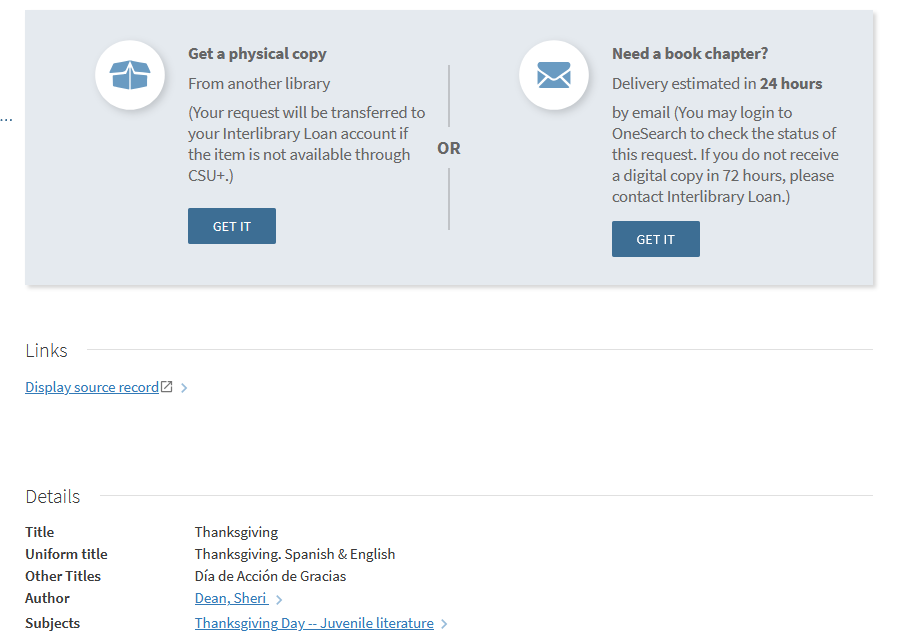 Get a physical copy
From another library
(Your request will be transferred to
your Interlibrary Loan account if
the item is not available through
CSU+.)
GET IT
OR
Need a book chapter?
Delivery estimated in 24 hours
by email (You may login to
OneSearch to check the status of
this request. If you do not receive
a digital copy in 72 hours, please
contact Interlibrary Loan.)
GET IT
...
Links
Display source record
Details
Title Thanksgiving
Uniform title Thanksgiving. Spanish & English
Other Titles Día de Acción de Gracias
Author Dean, Sheri
Subjects Thanksgiving Day -- Juvenile literature